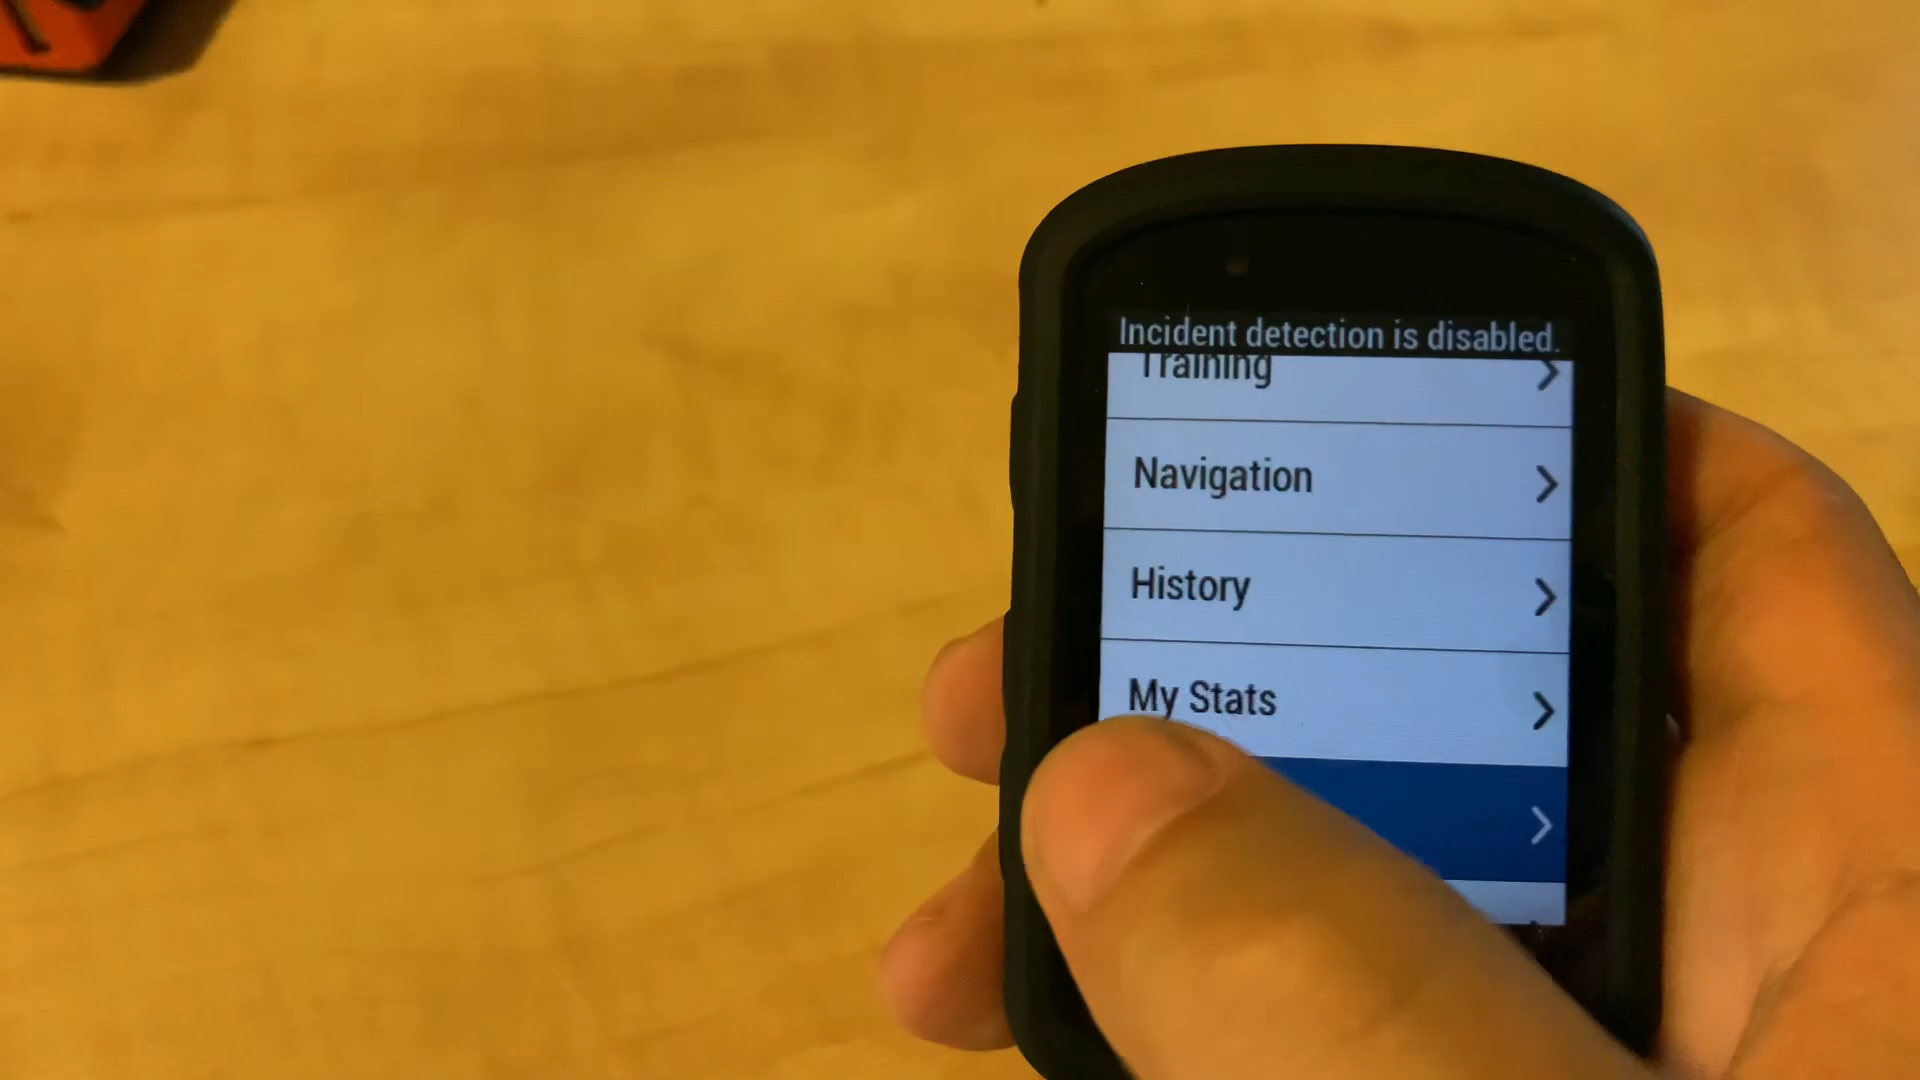 Incident detection is disabled.
Training
Navigation
History
My Stats